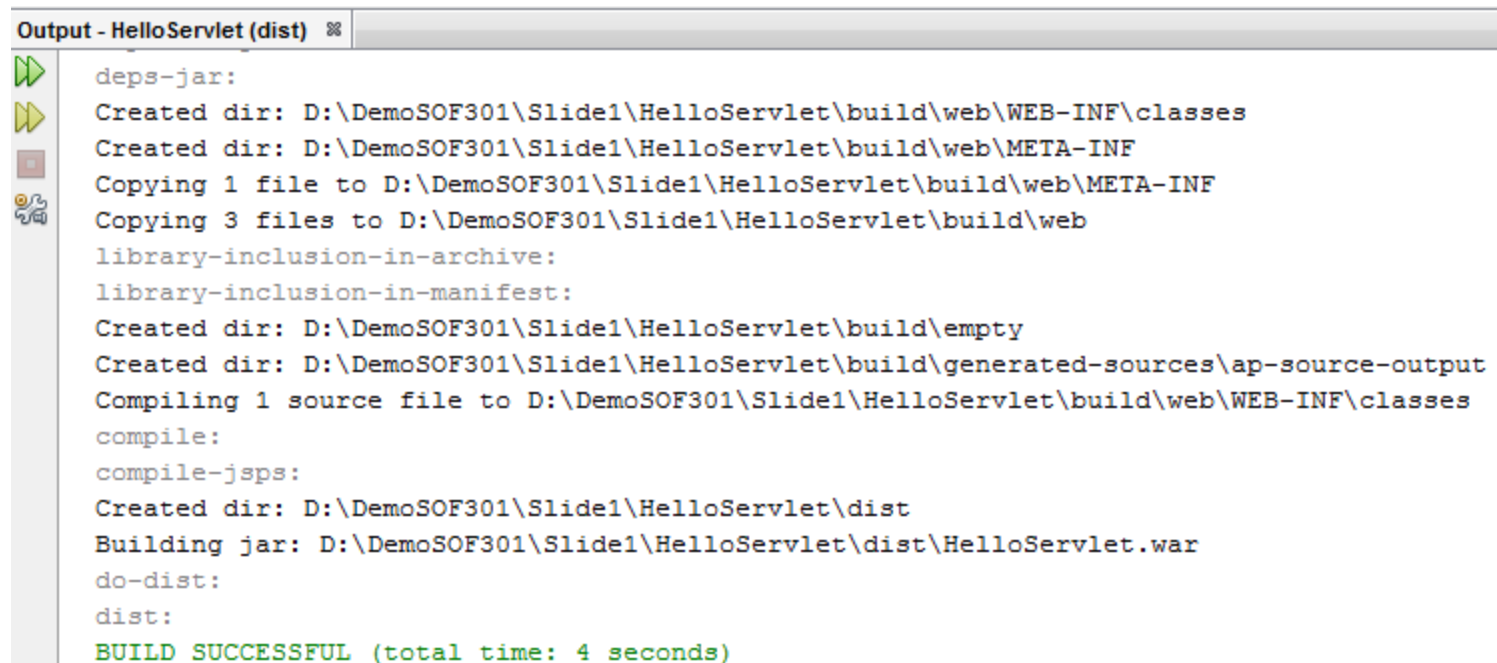 Output - HelloServlet (dist)
deps-jar:
Created dir: D:\DemoSOF301\Slide1\HelloServlet\build\web\WEB-INF\classes
Created dir: D:\DemoSOF301\Slide1\HelloServlet\build\web\META-INF
Copying 1 file to D:\DemoSOF301\Slide1\HelloServlet\build\web\META-INF
Copying 3 files to D:\DemoSOF301\Slide1\HelloServlet\build\web
library-inclusion-in-archive:
library-inclusion-in-manifest:
Created dir: D:\DemoSOF301\Slide1\HelloServlet\build\empty
Created dir: D:\DemoSOF301\Slide1\HelloServlet\build\generated-sources\ap-source-output
Compiling 1 source file to D:\DemoSOF301\Slide1\HelloServlet\build\web\WEB-INF\classes
compile:
compile-jsps:
Created dir: D:\DemoSOF301\Slide1\HelloServlet\dist
Building jar: D:\DemoSOF301\Slide1\HelloServlet\dist\HelloServlet.war
do-dist:
dist:
BUILD SUCCESSFUL (total time: 4 seconds)